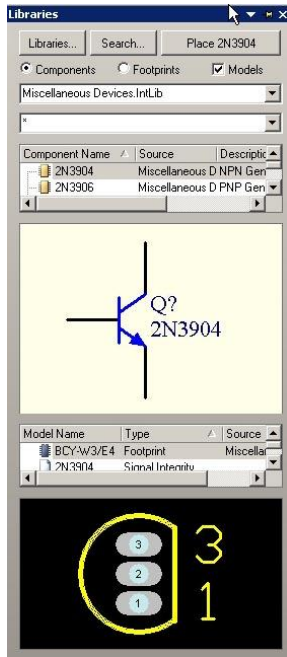 Libraries
Libraries... Search... Place 2N3904
Components Footprints Models
Miscellaneous Devices.IntLib
*
Component Name Source Descriptic
2N3904 Miscellaneous D NPN Gen
2N3906 Miscellaneous D PNP Gen
Q?
2N3904
Model Name Type Source
BCY-W3/E4 Footprint Miscellar
2N3904 Signal Integrity
3
2
1
3
1